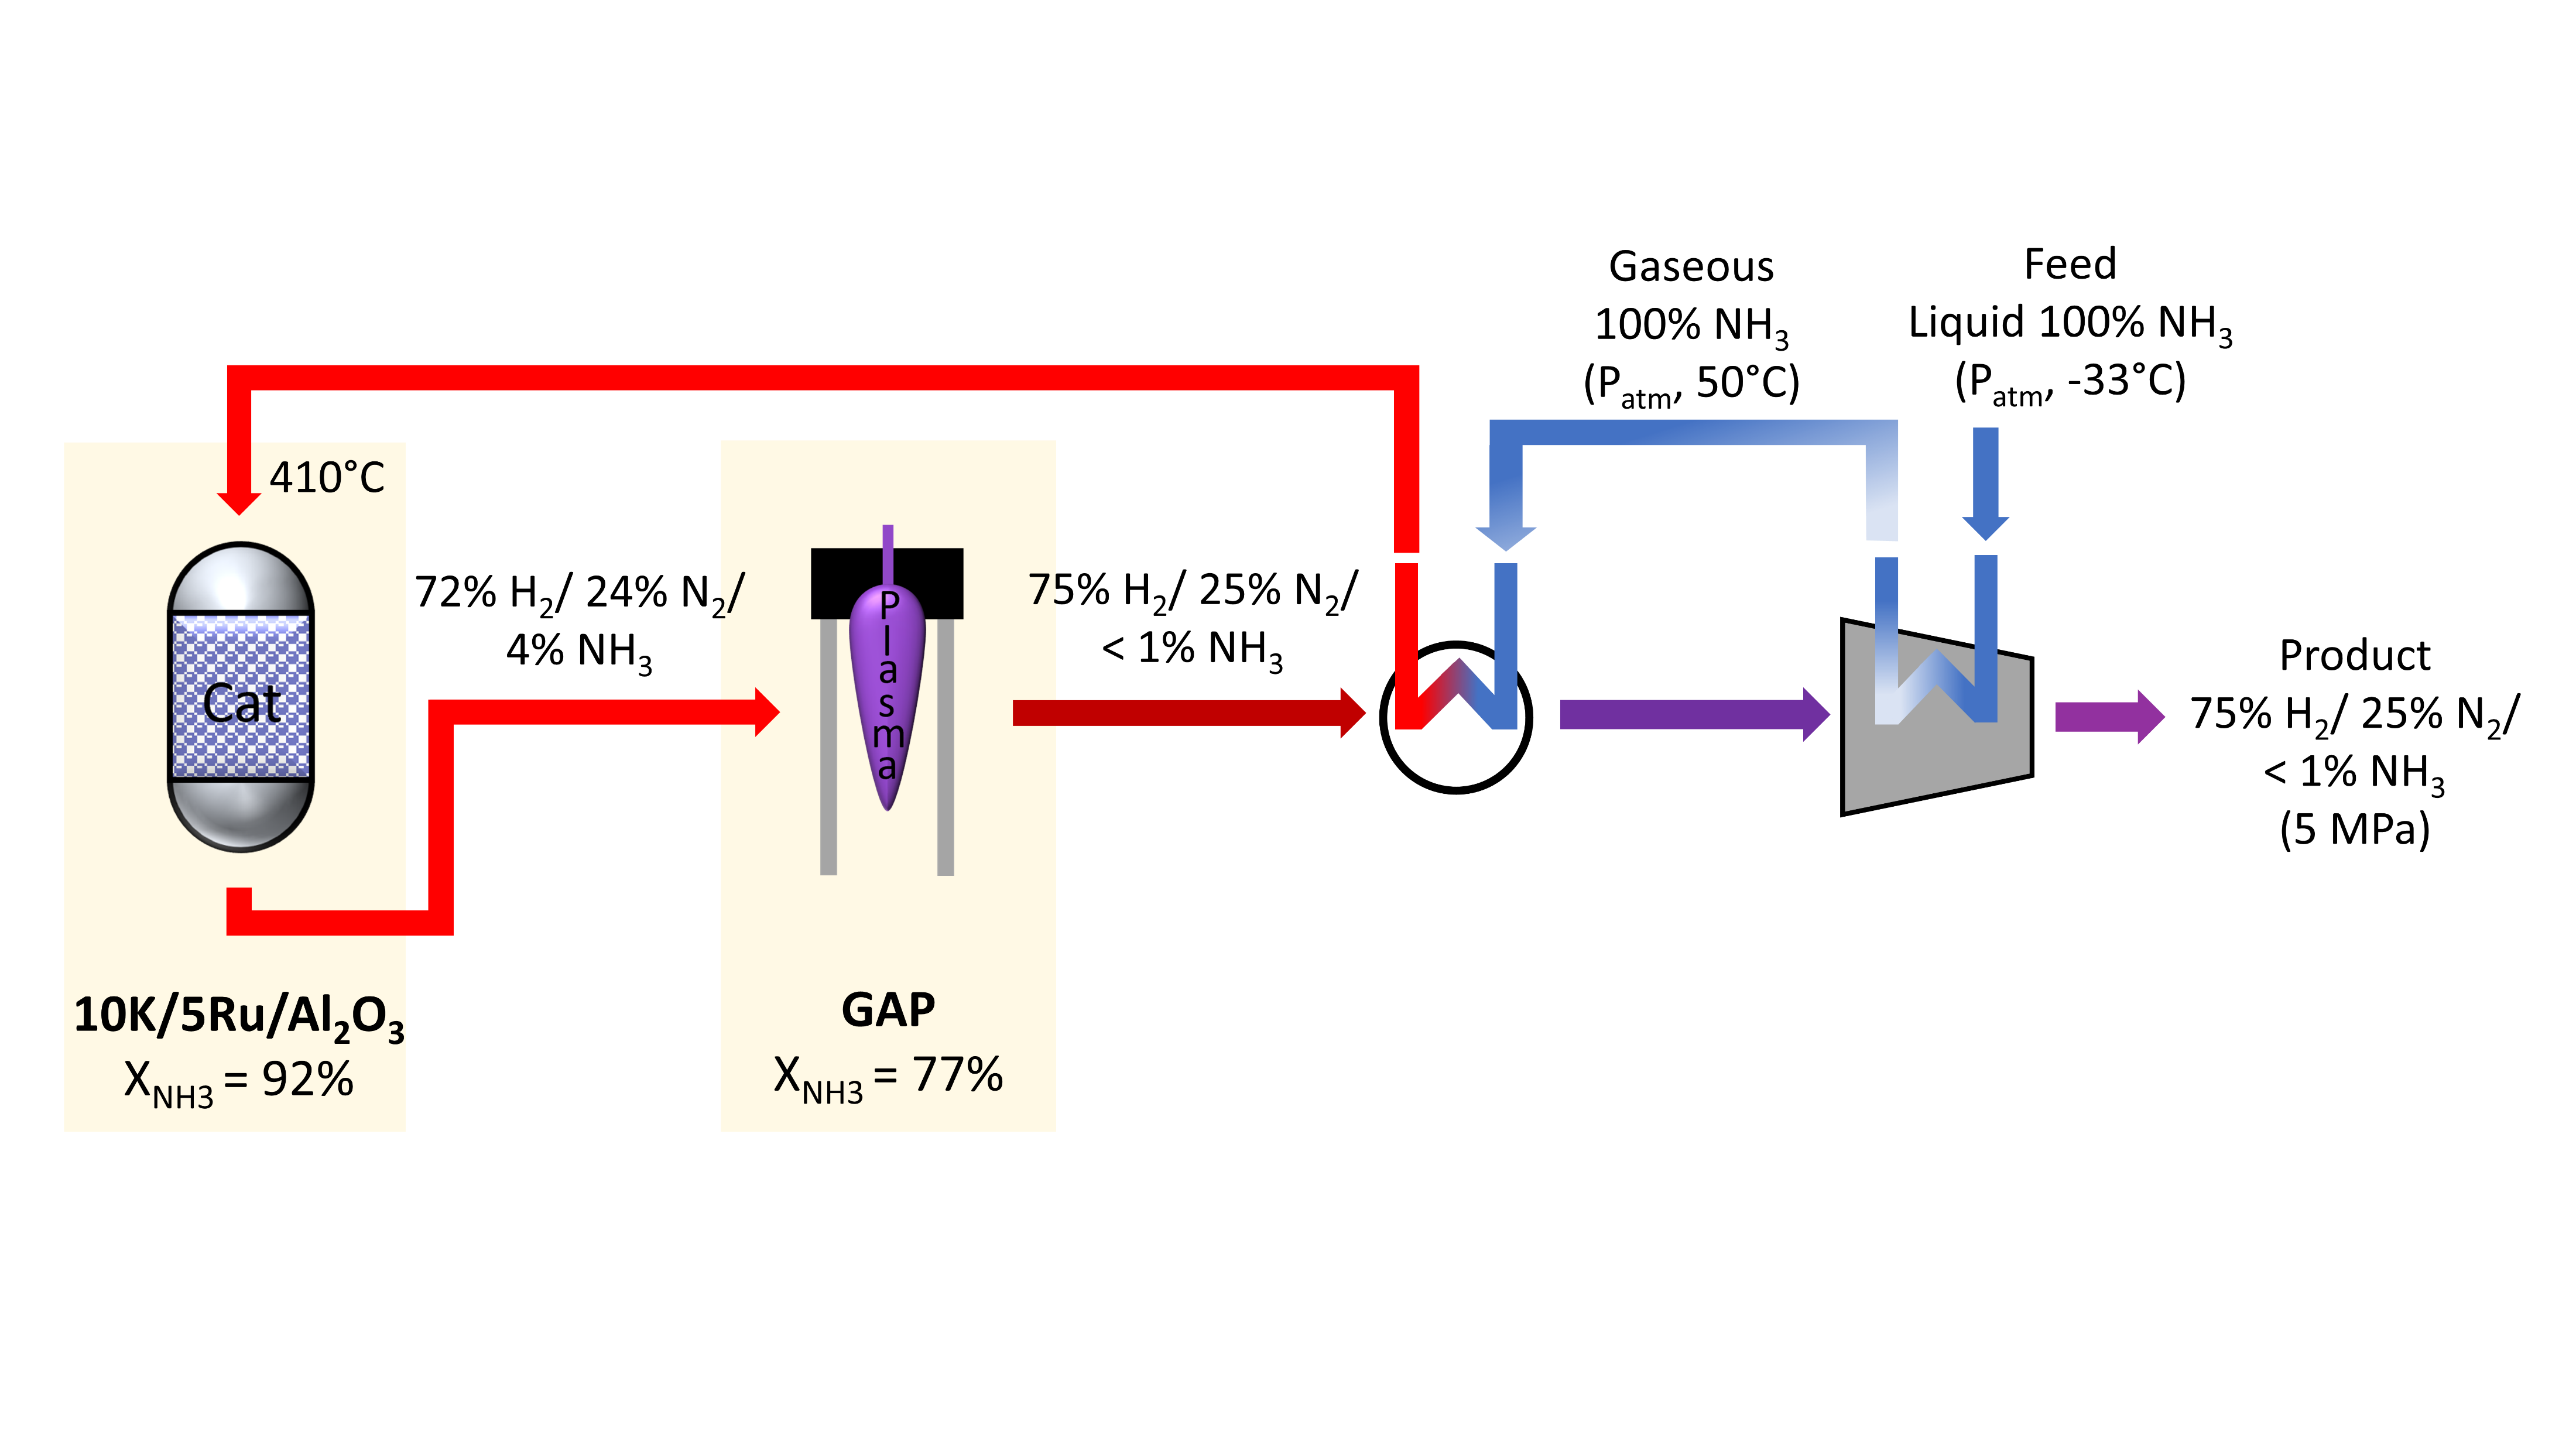 Gaseous
100% NH₃
(Pₐₜₘ, 50°C)
Feed
Liquid 100% NH₃
(Pₐₜₘ, -33°C)
410°C
Cat
72% H₂/ 24% N₂/
4% NH₃
Plasma
75% H₂/ 25% N₂/
< 1% NH₃
Product
75% H₂/ 25% N₂/
< 1% NH₃
(5 MPa)
10K/5Ru/Al₂O₃
X_NH3 = 92%
GAP
X_NH3 = 77%